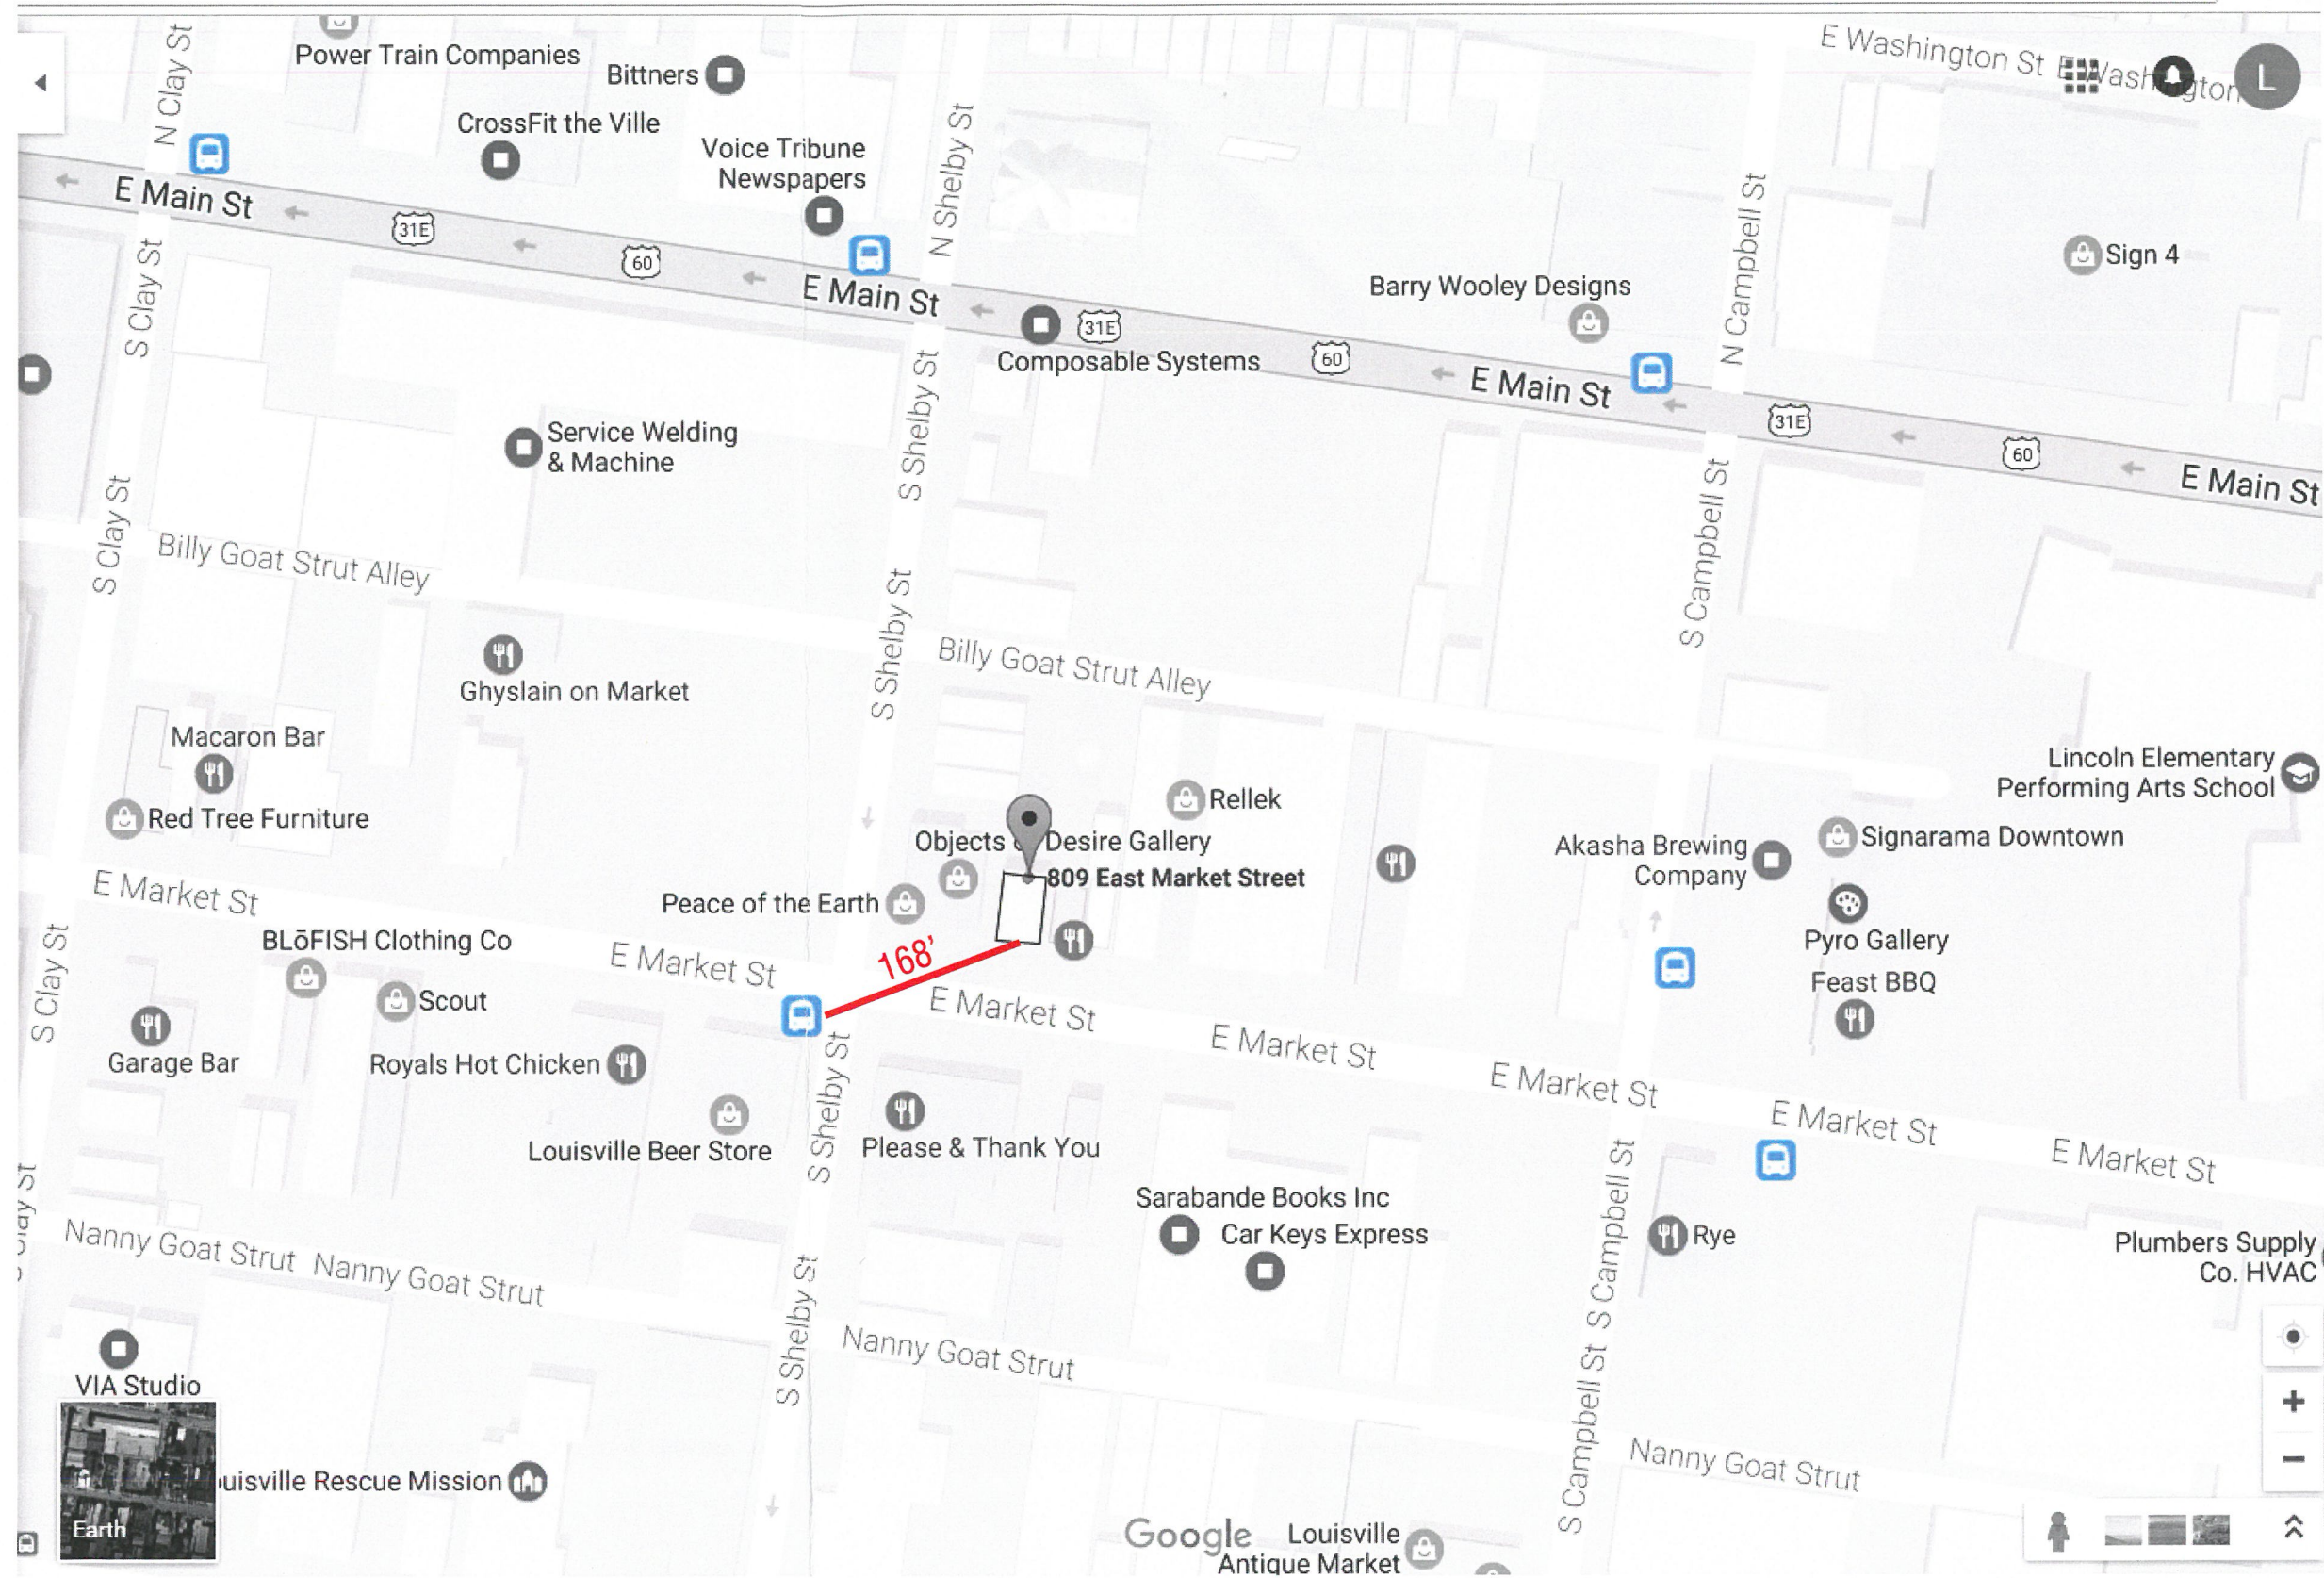 E Washington St
N Clay St
Power Train Companies
Bittners
L
CrossFit the Ville
Voice Tribune
Newspapers
N Shelby St
E Main St
31E
60
N Campbell St
Sign 4
S Clay St
E Main St
Barry Wooley Designs
31E
Composable Systems
60
E Main St
31E
60
E Main St
S Shelby St
Service Welding
& Machine
S Clay St
S Campbell St
Billy Goat Strut Alley
S Shelby St
Billy Goat Strut Alley
Ghyslain on Market
Macaron Bar
Red Tree Furniture
Rellek
Lincoln Elementary
Performing Arts School
Objects
Desire Gallery
809 East Market Street
Akasha Brewing
Company
Signarama Downtown
Peace of the Earth
E Market St
Pyro Gallery
BLōFISH Clothing Co
168'
E Market St
Feast BBQ
S Clay St
Scout
E Market St
E Market St
Garage Bar
Royals Hot Chicken
E Market St
E Market St
S Shelby St
Louisville Beer Store
Please & Thank You
E Market St
Sarabande Books Inc
Car Keys Express
S Campbell St
Rye
Plumbers Supply
Co. HVAC
Nanny Goat Strut
Nanny Goat Strut
S Shelby St
Nanny Goat Strut
VIA Studio
S Campbell St
Nanny Goat Strut
uisville Rescue Mission
Earth
Google
Louisville
Antique Market